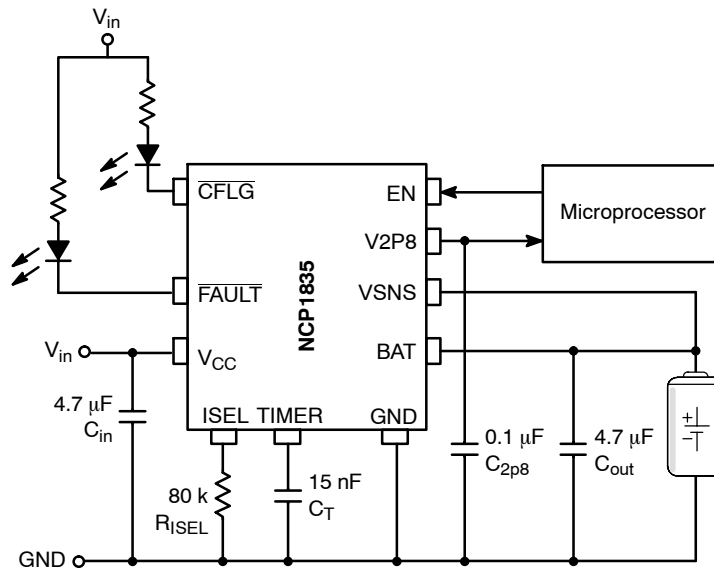 Vin
CFLG
EN
Microprocessor
V2P8
NCP1835
FAULT
VSNS
Vin
VCC
BAT
4.7 μF
Cin
ISEL TIMER GND
80 k
RISEL
15 nF
CT
0.1 μF
C2p8
4.7 μF
Cout
+
−
GND